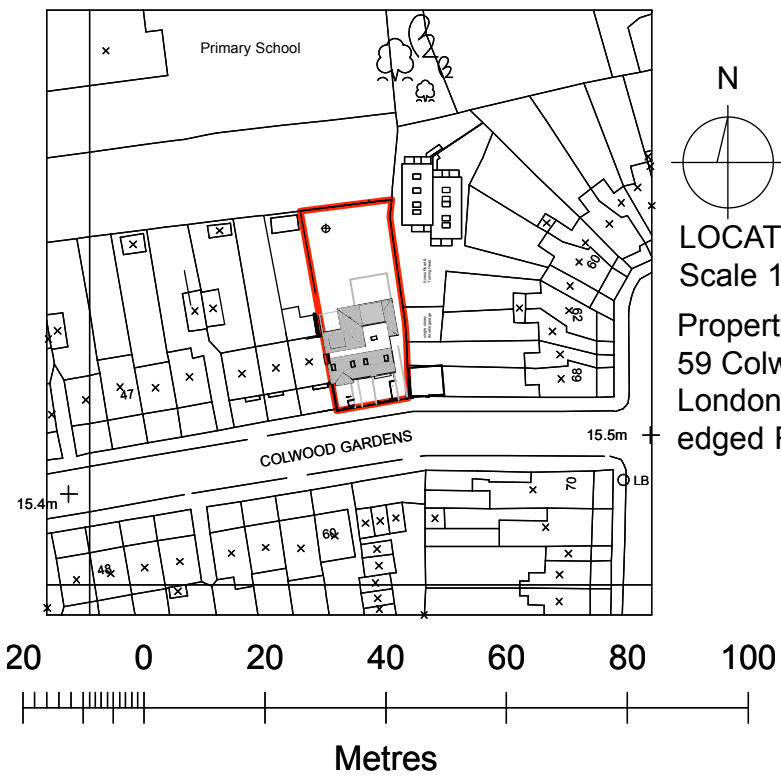 Primary School
N
LOCAT
Scale 1
Propert
59 Colw
London
edged F
60
62
68
47
COLWOOD GARDENS
15.5m
15.4m
70
LB
60
48
20 0 20 40 60 80 100
Metres